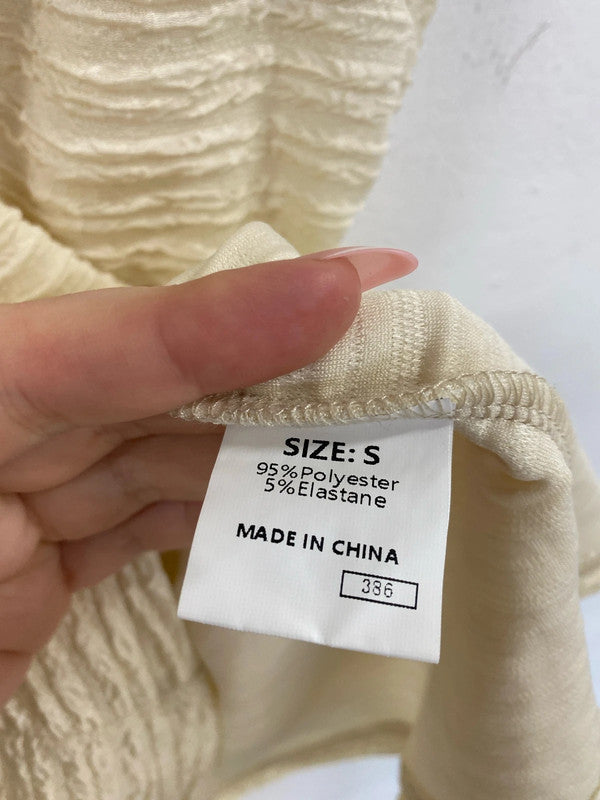 SIZE: S
95%Polyester
5%Elastane
MADE IN CHINA
386